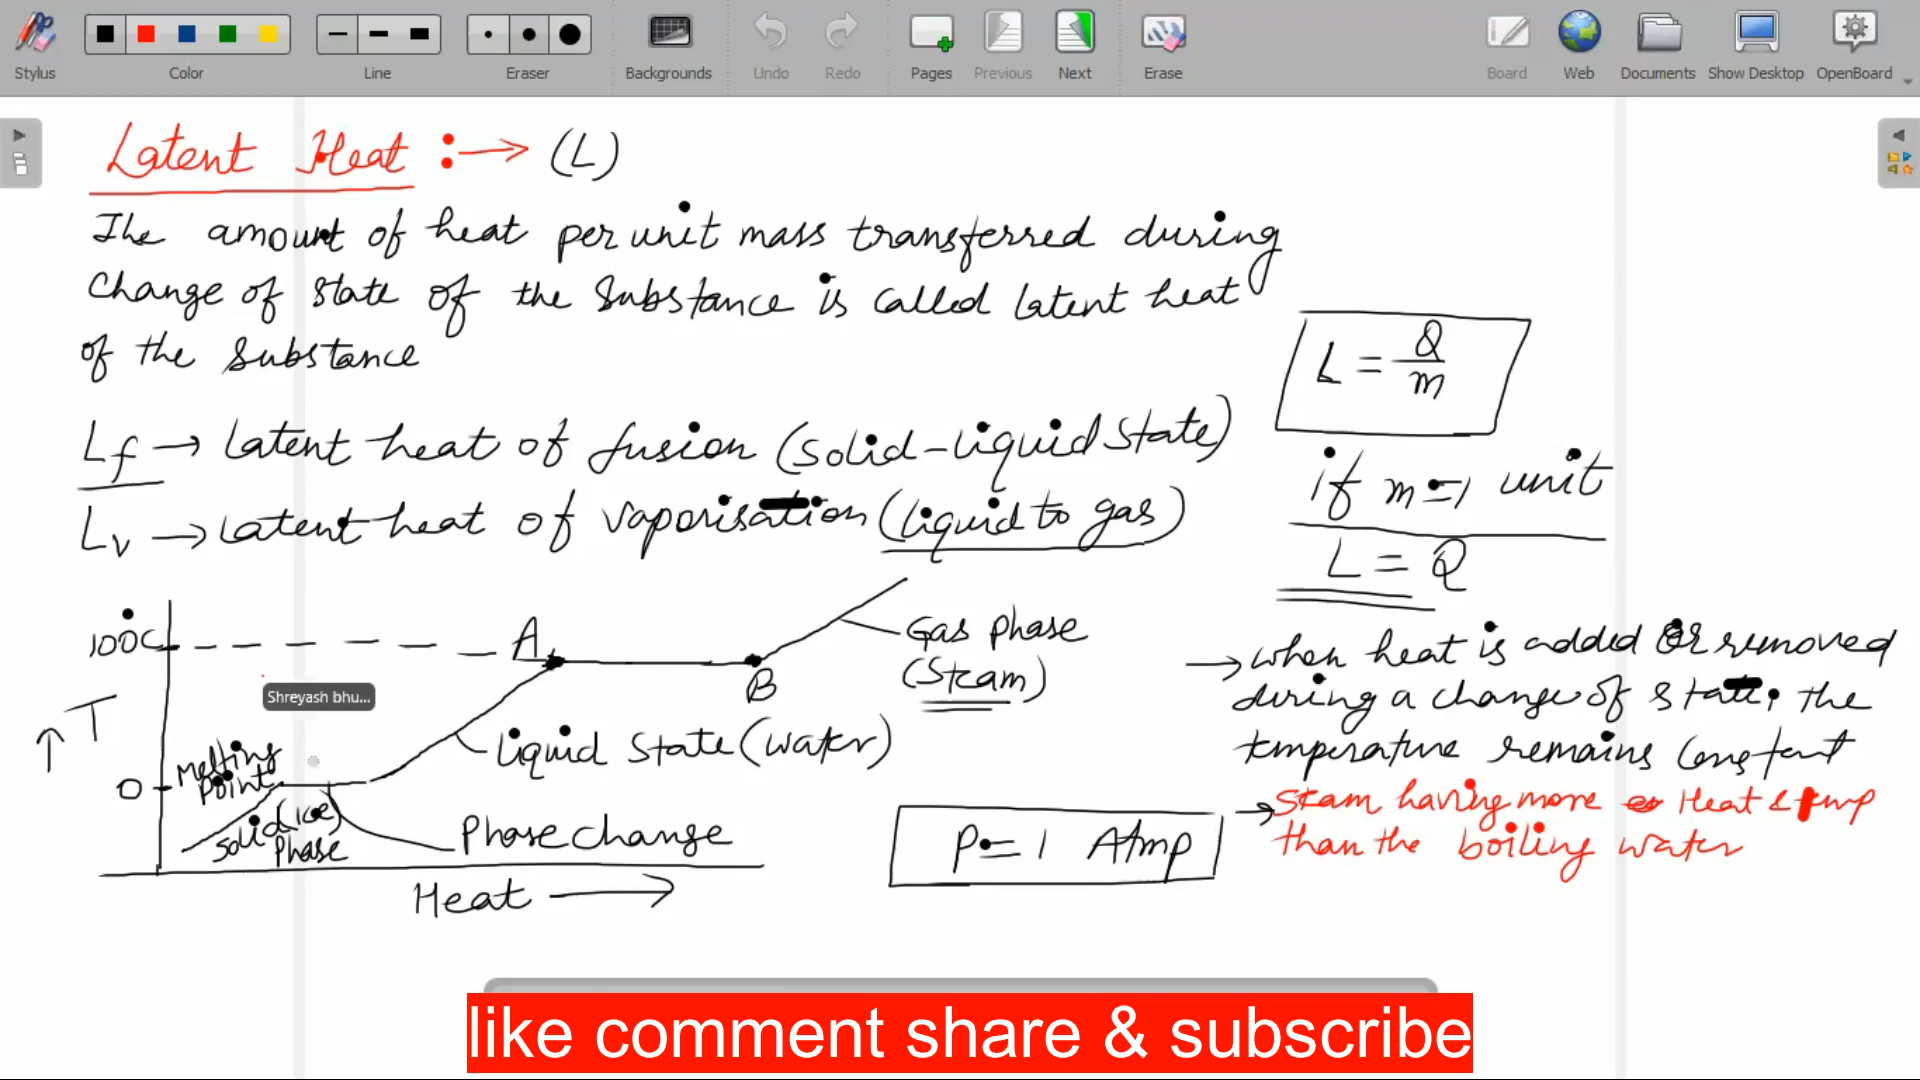 Stylus
Color
Line
Eraser
Backgrounds
Undo
Redo
Pages
Previous
Next
Erase
Board
Web
Documents
Show Desktop
OpenBoard
Latent Heat :→ (L)
The amount of heat per unit mass transferred during
Change of state of the substance is called latent heat
of the substance
L = Q/m
Lf → Latent heat of fusion (solid-liquid state)
if m=1 unit
Lv → Latent heat of vaporisation (liquid to gas)
L = Q
100c
A
B
Gas phase
(Steam)
Shreyash bhu...
↑ T
Liquid state (water)
Melting
point
0
solid (ice)
Phase
Phase change
Heat →
P = 1 Atmp
→ when heat is added or removed
during a change of state, the
temperature remains constant
→ Steam having more Heat & temp
than the boiling water
like comment share & subscribe